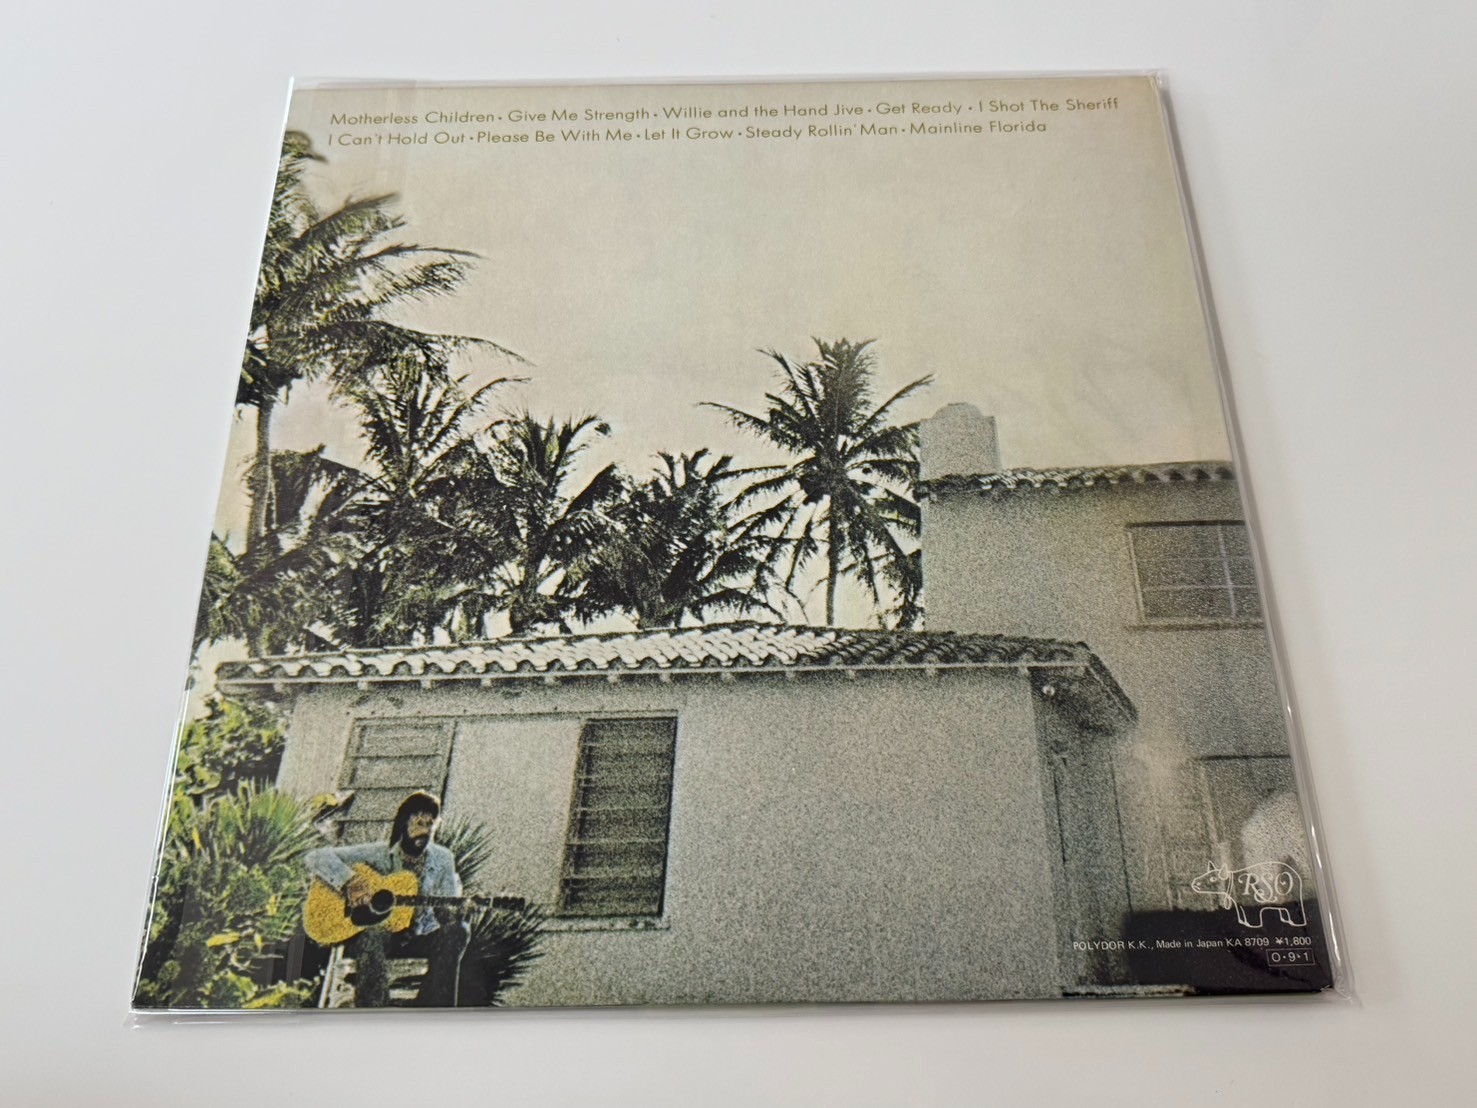 Motherless Children • Give Me Strength • Willie and the Hand Jive • Get Ready • I Shot The Sheriff
I Can't Hold Out • Please Be With Me • Let It Grow • Steady Rollin' Man • Mainline Florida
RSO
POLYDOR K.K., Made in Japan KA 8709 ¥1,800
O•9•1